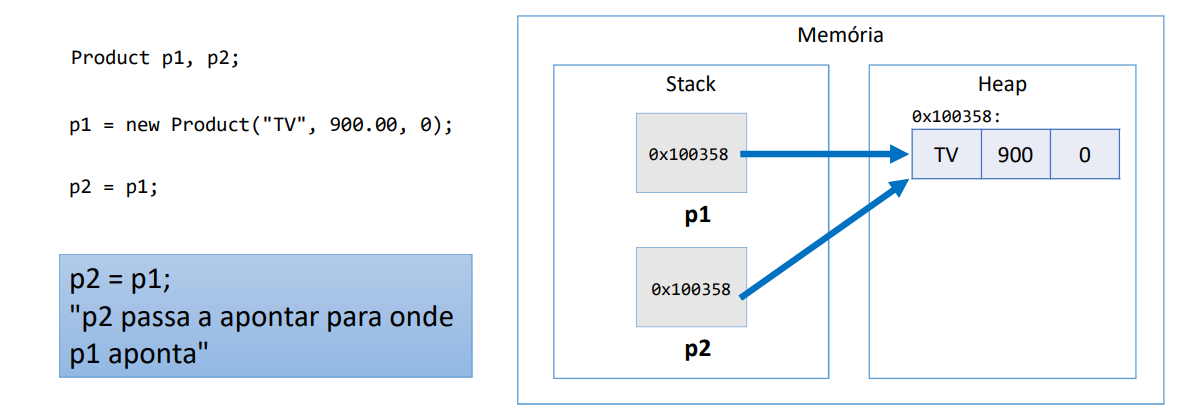 Product p1, p2;
p1 = new Product("TV", 900.00, 0);
p2 = p1;
p2 = p1;
"p2 passa a apontar para onde
p1 aponta"
Memória
Stack
0x100358
p1
0x100358
p2
Heap
0x100358:
TV 900 0